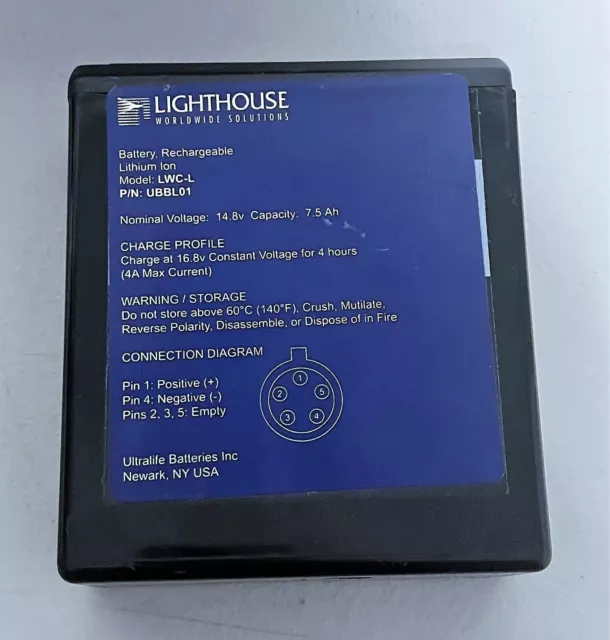 LIGHTHOUSE
WORLDWIDE SOLUTIONS
Battery, Rechargeable
Lithium Ion
Model: LWC-L
P/N: UBBL01
Nominal Voltage: 14.8v Capacity: 7.5 Ah
CHARGE PROFILE
Charge at 16.8v Constant Voltage for 4 hours
(4A Max Current)
WARNING / STORAGE
Do not store above 60°C (140°F), Crush, Mutilate,
Reverse Polarity, Disassemble, or Dispose of in Fire
CONNECTION DIAGRAM
Pin 1: Positive (+)
Pin 4: Negative (-)
Pins 2, 3, 5: Empty
1
2
5
3
4
Ultralife Batteries Inc
Newark, NY USA